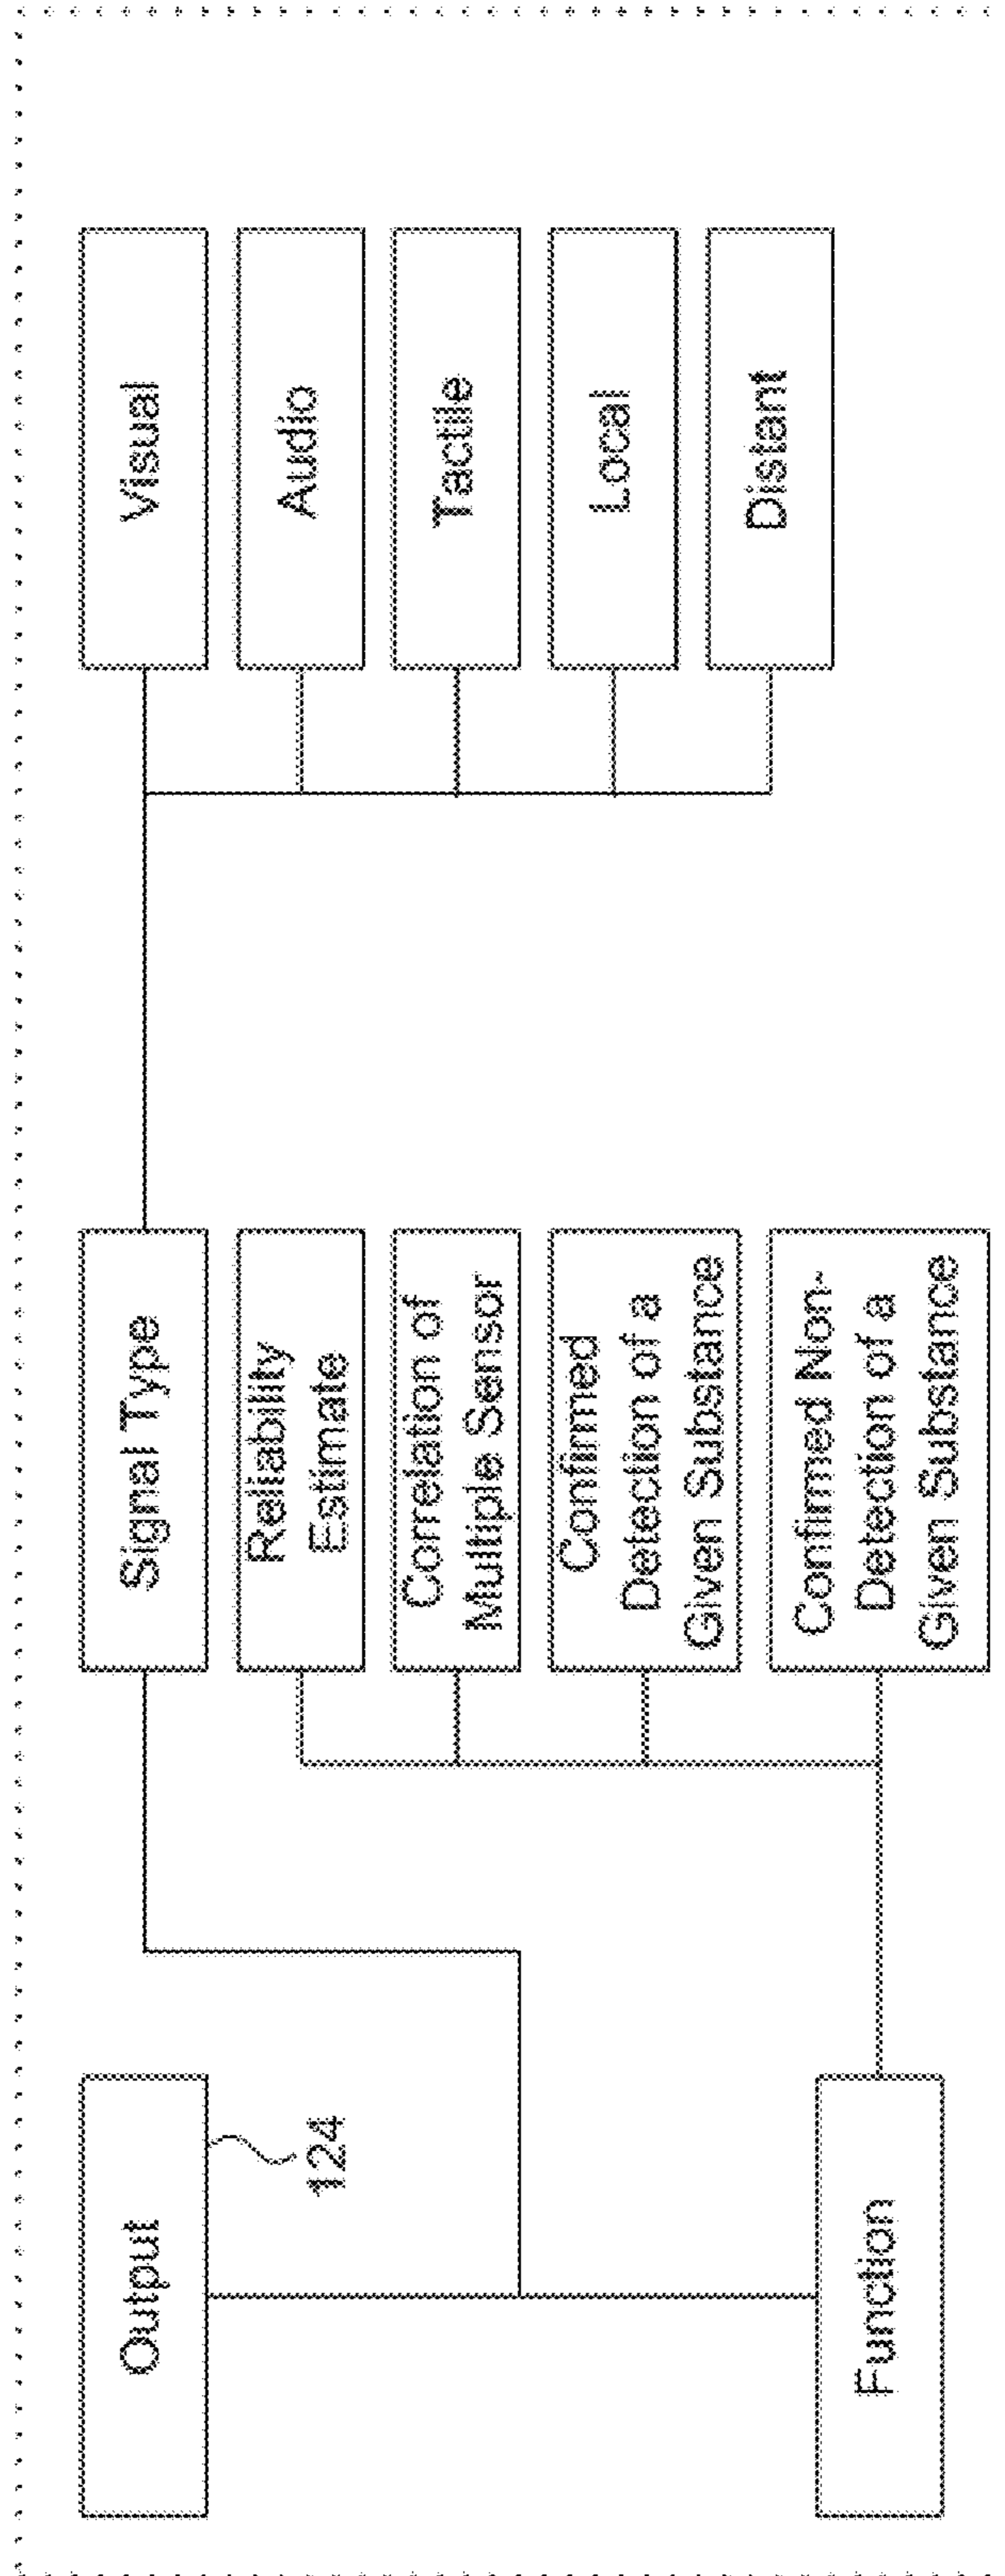 Output
124
Function
Signal Type
Reliability
Estimate
Correlation of
Multiple Sensor
Confirmed
Detection of a
Given Substance
Confirmed Non-
Detection of a
Given Substance
Visual
Audio
Tactile
Local
Distant